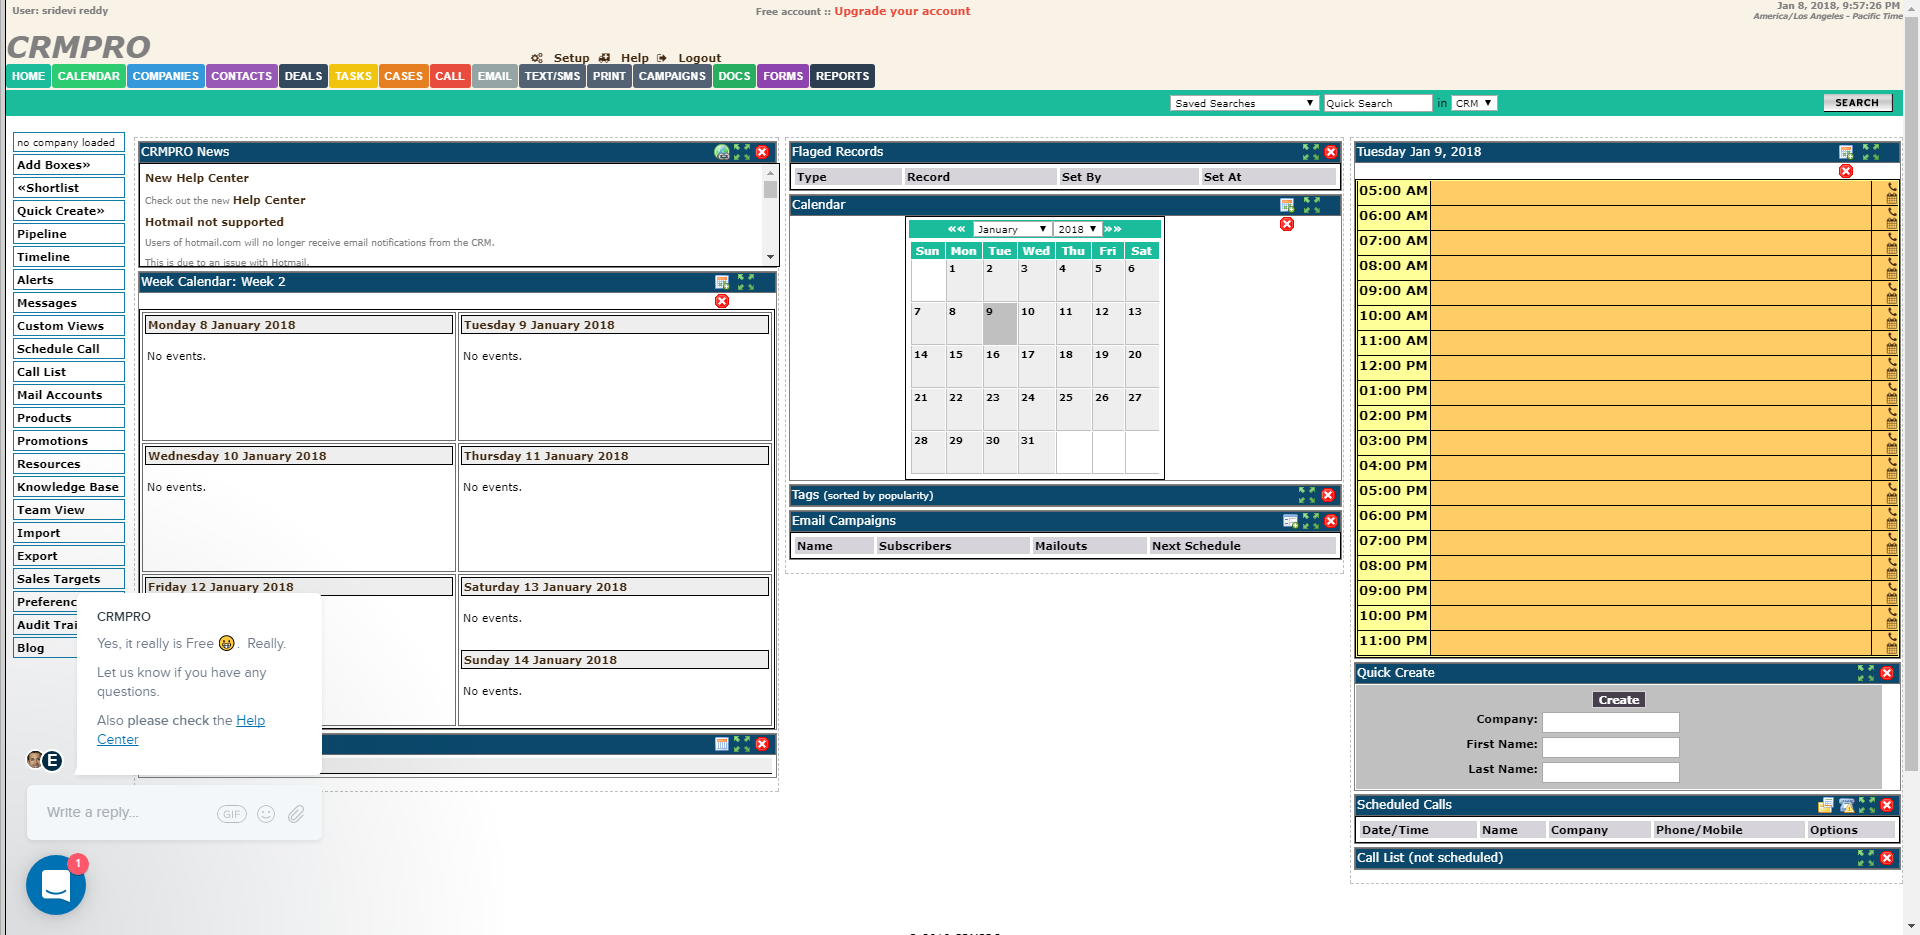 User: sridevi reddy
Free account :: Upgrade your account
Jan 8, 2018, 9:57:26 PM
America/Los Angeles - Pacific Time
CRMPRO
Setup Help Logout
HOME CALENDAR COMPANIES CONTACTS DEALS TASKS CASES CALL EMAIL TEXT/SMS PRINT CAMPAIGNS DOCS FORMS REPORTS
Saved Searches Quick Search in CRM SEARCH
no company loaded
Add Boxes»
«Shortlist
Quick Create»
Pipeline
Timeline
Alerts
Messages
Custom Views
Schedule Call
Call List
Mail Accounts
Products
Promotions
Resources
Knowledge Base
Team View
Import
Export
Sales Targets
Preferenc
Audit Trai
Blog
CRMPRO News
New Help Center
Check out the new Help Center
Hotmail not supported
Users of hotmail.com will no longer receive email notifications from the CRM.
This is due to an issue with Hotmail.
Week Calendar: Week 2
Monday 8 January 2018 Tuesday 9 January 2018
No events. No events.
Wednesday 10 January 2018 Thursday 11 January 2018
No events. No events.
Friday 12 January 2018 Saturday 13 January 2018
No events.
Sunday 14 January 2018
No events.
Flaged Records
Type Record Set By Set At
Calendar
«« January 2018 »»
Sun Mon Tue Wed Thu Fri Sat
1 2 3 4 5 6
7 8 9 10 11 12 13
14 15 16 17 18 19 20
21 22 23 24 25 26 27
28 29 30 31
Tags (sorted by popularity)
Email Campaigns
Name Subscribers Mailouts Next Schedule
Tuesday Jan 9, 2018
05:00 AM
06:00 AM
07:00 AM
08:00 AM
09:00 AM
10:00 AM
11:00 AM
12:00 PM
01:00 PM
02:00 PM
03:00 PM
04:00 PM
05:00 PM
06:00 PM
07:00 PM
08:00 PM
09:00 PM
10:00 PM
11:00 PM
Quick Create
Create
Company:
First Name:
Last Name:
Scheduled Calls
Date/Time Name Company Phone/Mobile Options
Call List (not scheduled)
CRMPRO
Yes, it really is Free. Really.
Let us know if you have any
questions.
Also please check the Help
Center
E
Write a reply...
GIF
1